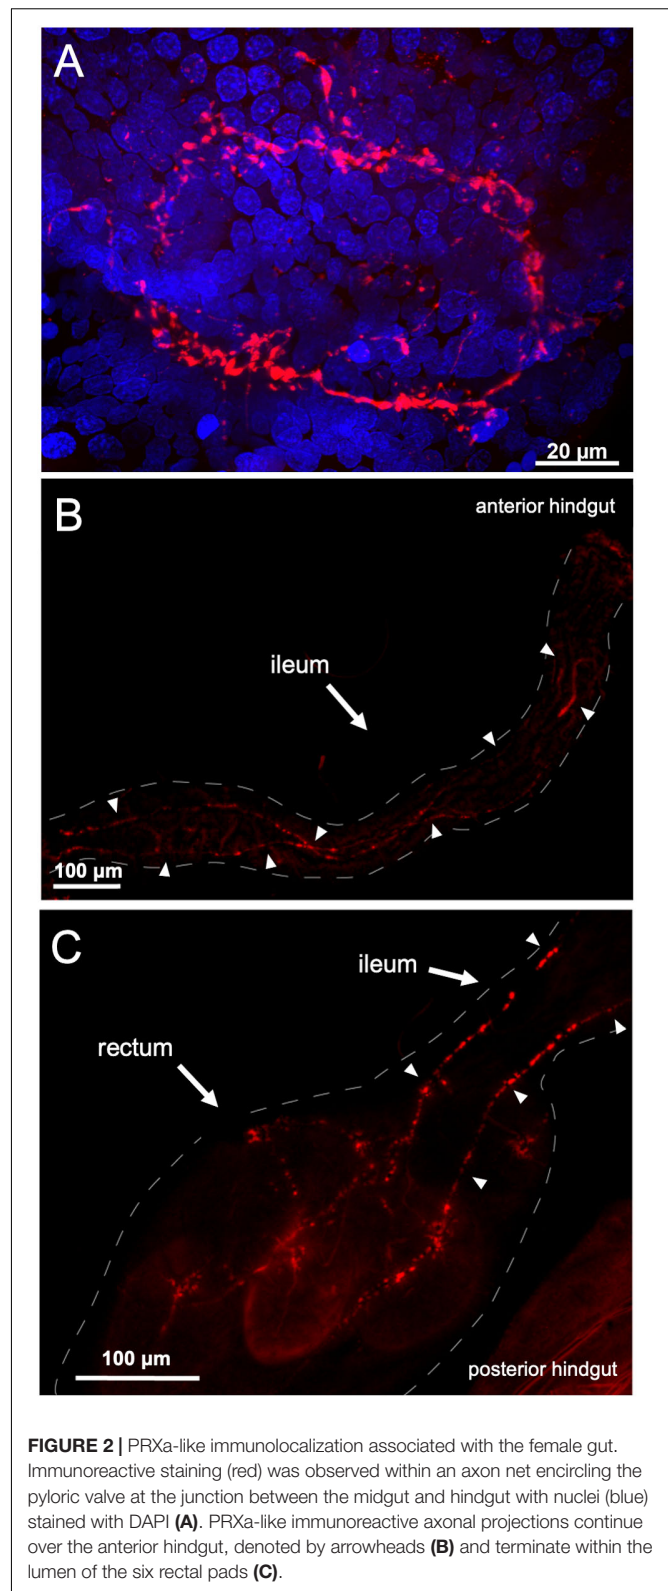 A
20 µm
B
anterior hindgut
ileum
100 µm
C
ileum
rectum
100 µm
posterior hindgut
FIGURE 2 | PRXa-like immunolocalization associated with the female gut.
Immunoreactive staining (red) was observed within an axon net encircling the
pyloric valve at the junction between the midgut and hindgut with nuclei (blue)
stained with DAPI (A). PRXa-like immunoreactive axonal projections continue
over the anterior hindgut, denoted by arrowheads (B) and terminate within the
lumen of the six rectal pads (C).